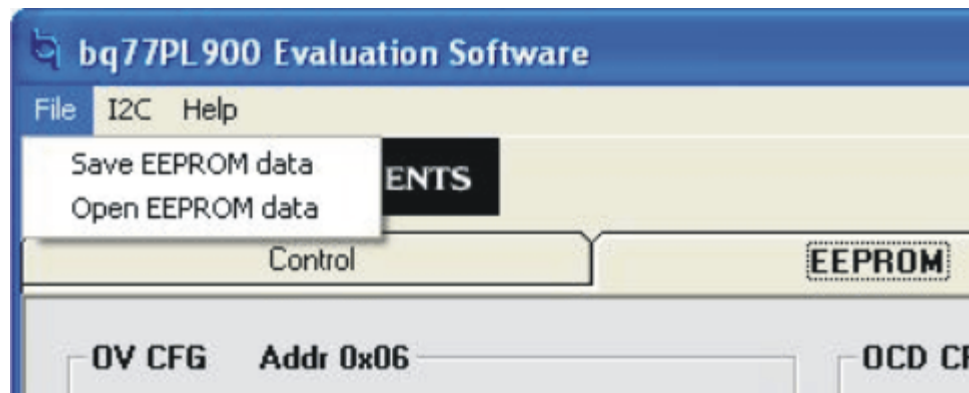 bq77PL900 Evaluation Software
File I2C Help
Save EEPROM data
ENTS
Open EEPROM data
Control EEPROM
OV CFG Addr 0x06 OCD